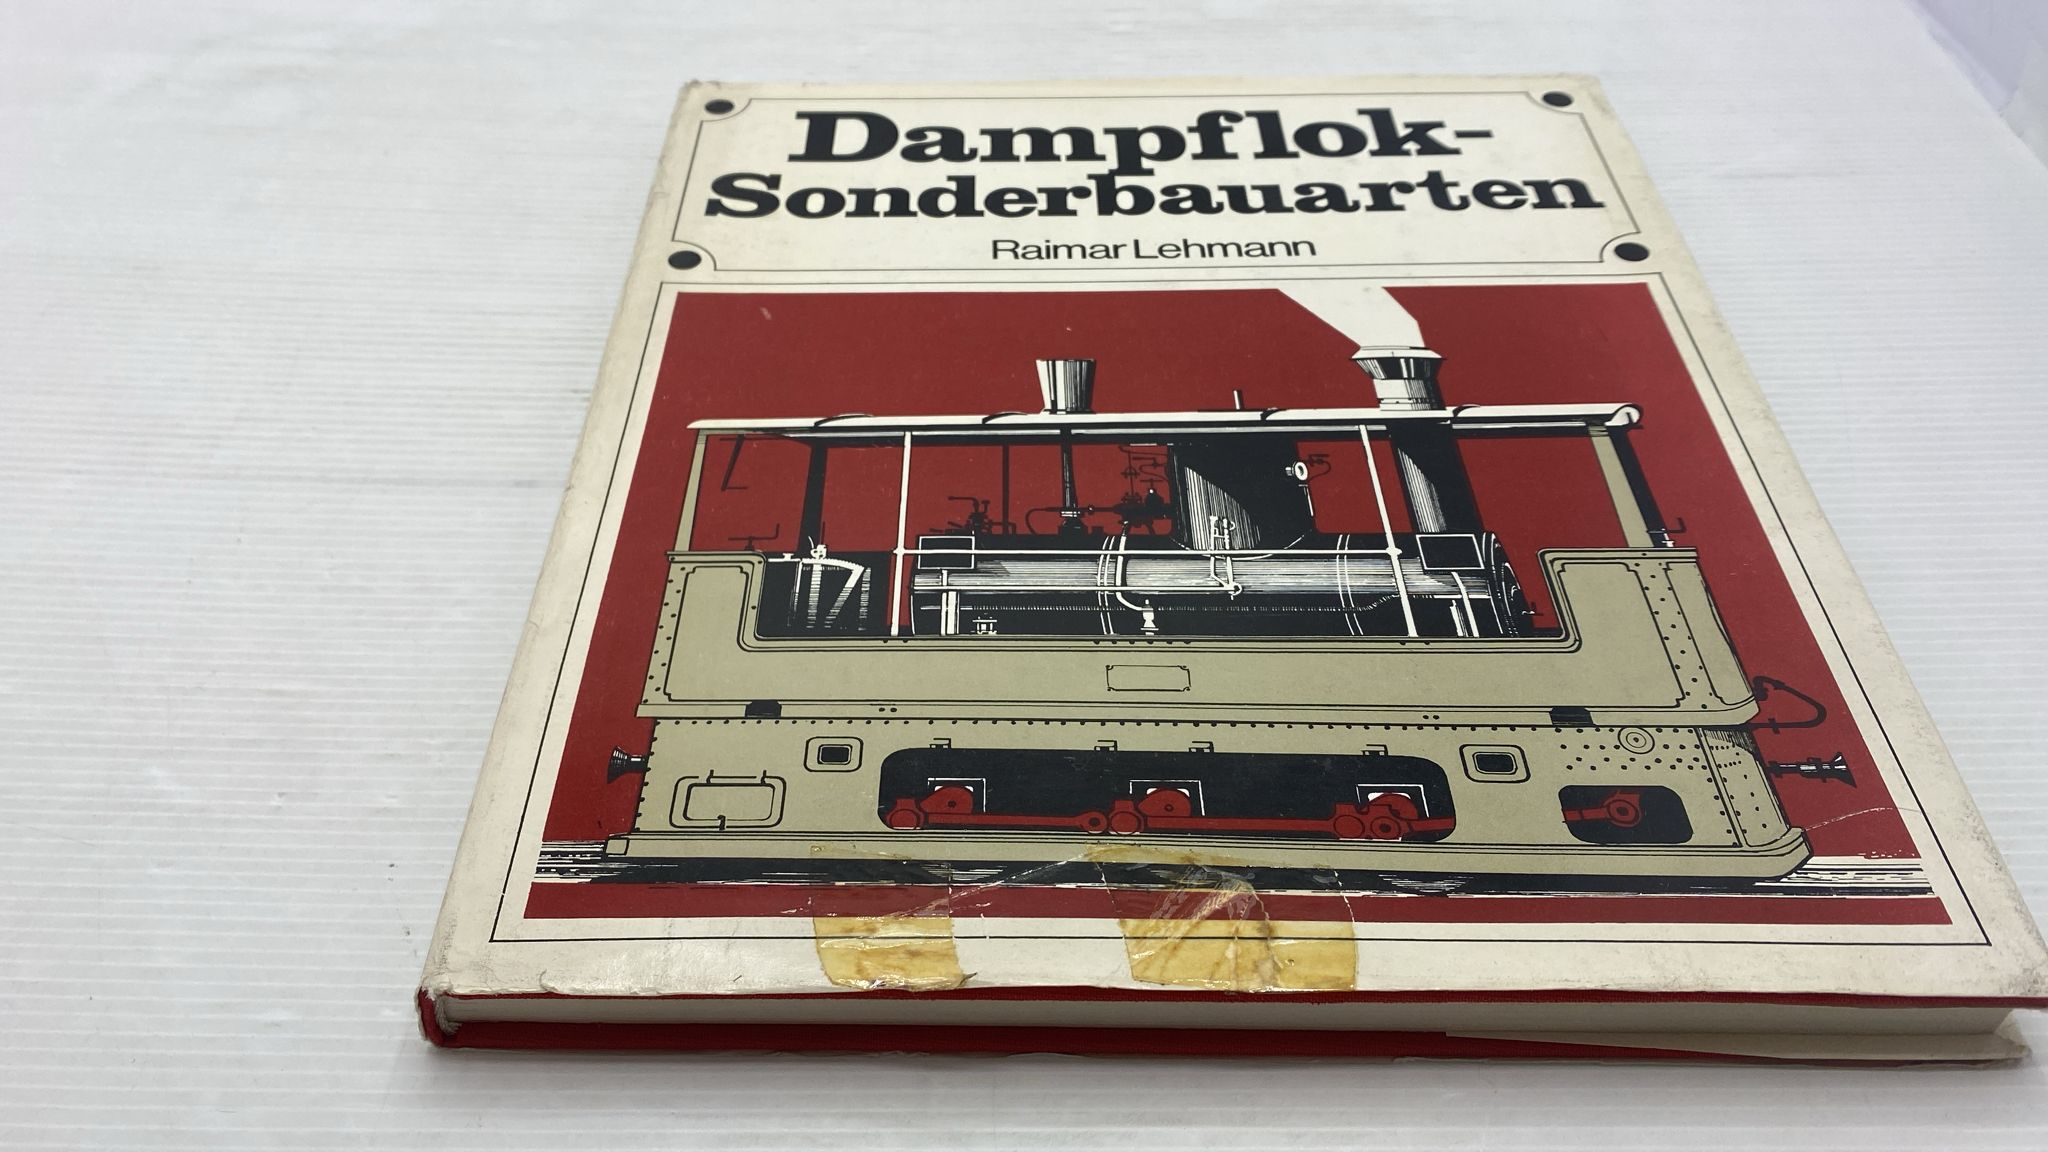 Dampflok-
Sonderbauarten
Raimar Lehmann